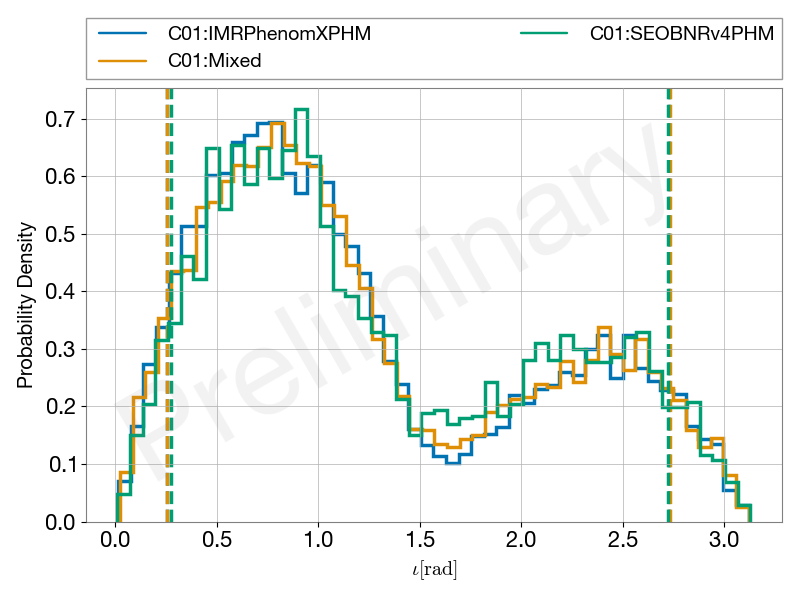 C01:IMRPhenomXPHM
C01:Mixed
C01:SEOBNRv4PHM
Preliminary
Probability Density
0.7
0.6
0.5
0.4
0.3
0.2
0.1
0.0
0.0 0.5 1.0 1.5 2.0 2.5 3.0
ι[rad]